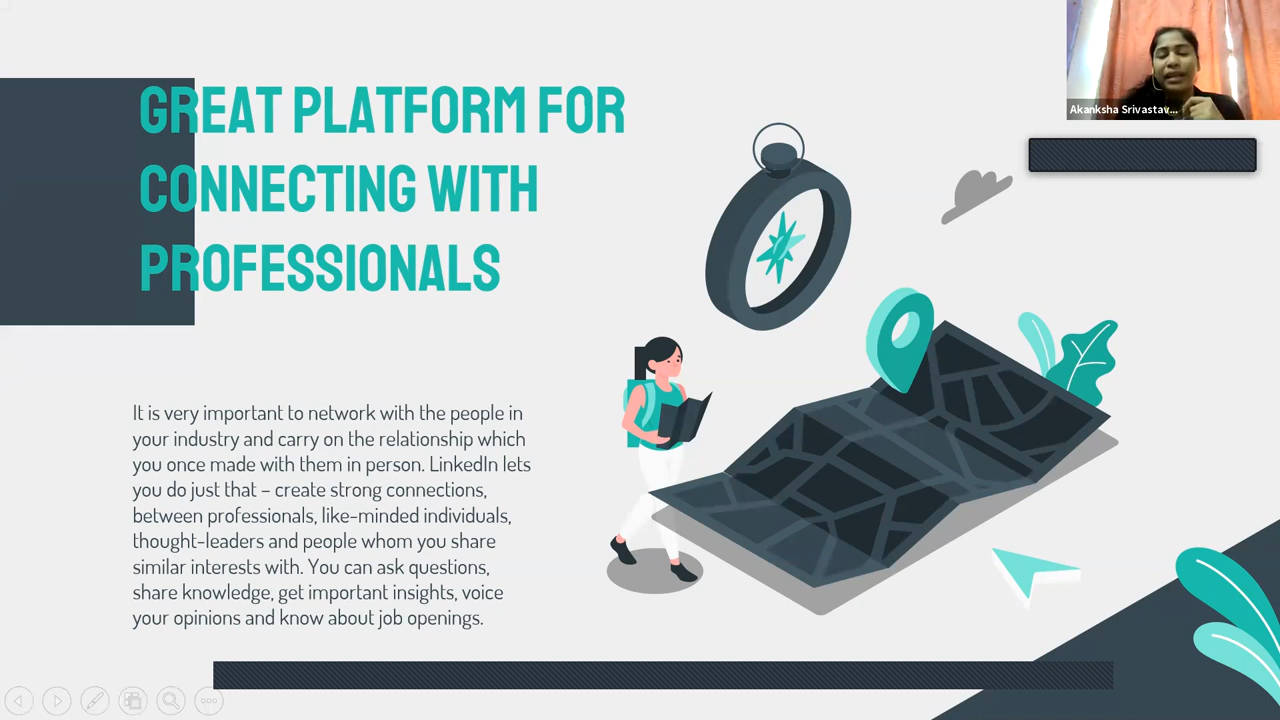 GREAT PLATFORM FOR
CONNECTING WITH
PROFESSIONALS
Akanksha Srivastav...
It is very important to network with the people in
your industry and carry on the relationship which
you once made with them in person. LinkedIn lets
you do just that – create strong connections,
between professionals, like-minded individuals,
thought-leaders and people whom you share
similar interests with. You can ask questions,
share knowledge, get important insights, voice
your opinions and know about job openings.